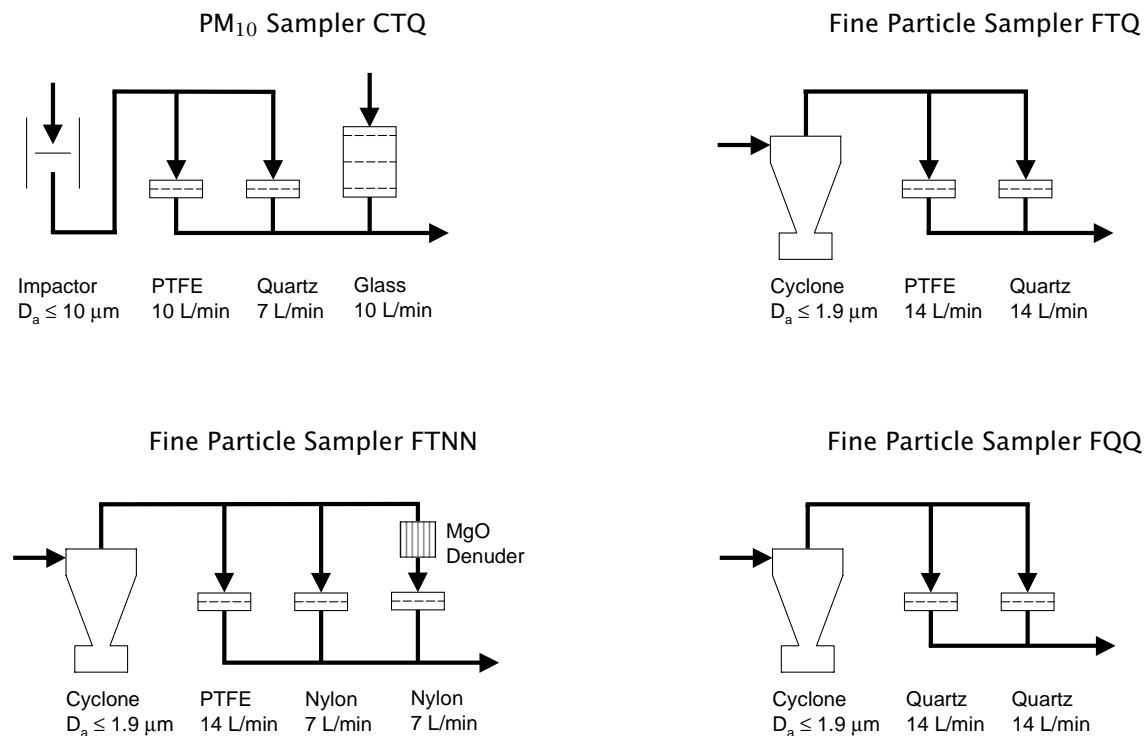 PM₁₀ Sampler CTQ
Impactor PTFE Quartz Glass
Dₐ ≤ 10 μm 10 L/min 7 L/min 10 L/min
Fine Particle Sampler FTQ
Cyclone PTFE Quartz
Dₐ ≤ 1.9 μm 14 L/min 14 L/min
Fine Particle Sampler FTNN
MgO
Denuder
Cyclone PTFE Nylon Nylon
Dₐ ≤ 1.9 μm 14 L/min 7 L/min 7 L/min
Fine Particle Sampler FQQ
Cyclone Quartz Quartz
Dₐ ≤ 1.9 μm 14 L/min 14 L/min